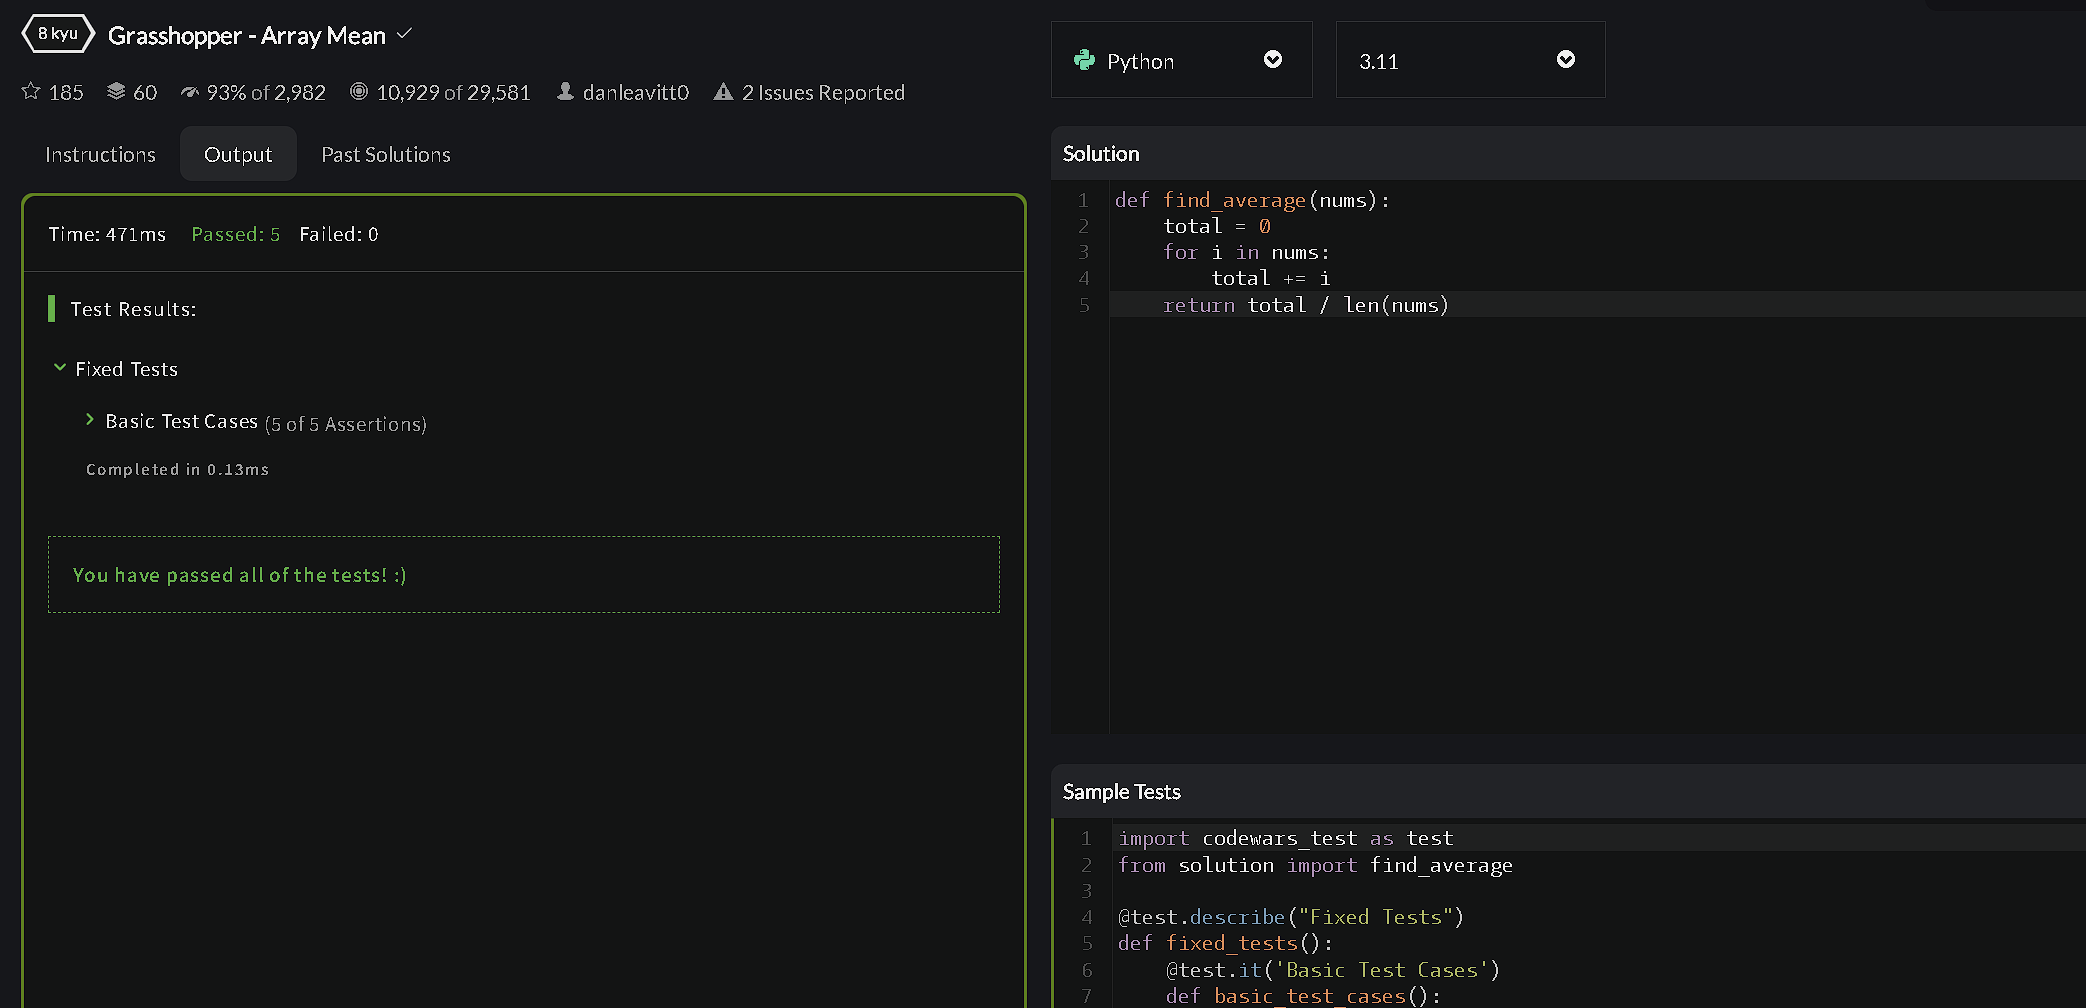 8 kyu
Grasshopper - Array Mean
185 60 93% of 2,982 10,929 of 29,581 danleavitt0 2 Issues Reported
Instructions Output Past Solutions
Time: 471ms Passed: 5 Failed: 0
Test Results:
Fixed Tests
Basic Test Cases (5 of 5 Assertions)
Completed in 0.13ms
You have passed all of the tests! :)
Python
3.11
Solution
1 def find_average(nums):
2     total = 0
3     for i in nums:
4         total += i
5     return total / len(nums)
Sample Tests
1 import codewars_test as test
2 from solution import find_average
3
4 @test.describe("Fixed Tests")
5 def fixed_tests():
6     @test.it('Basic Test Cases')
7     def basic_test_cases():